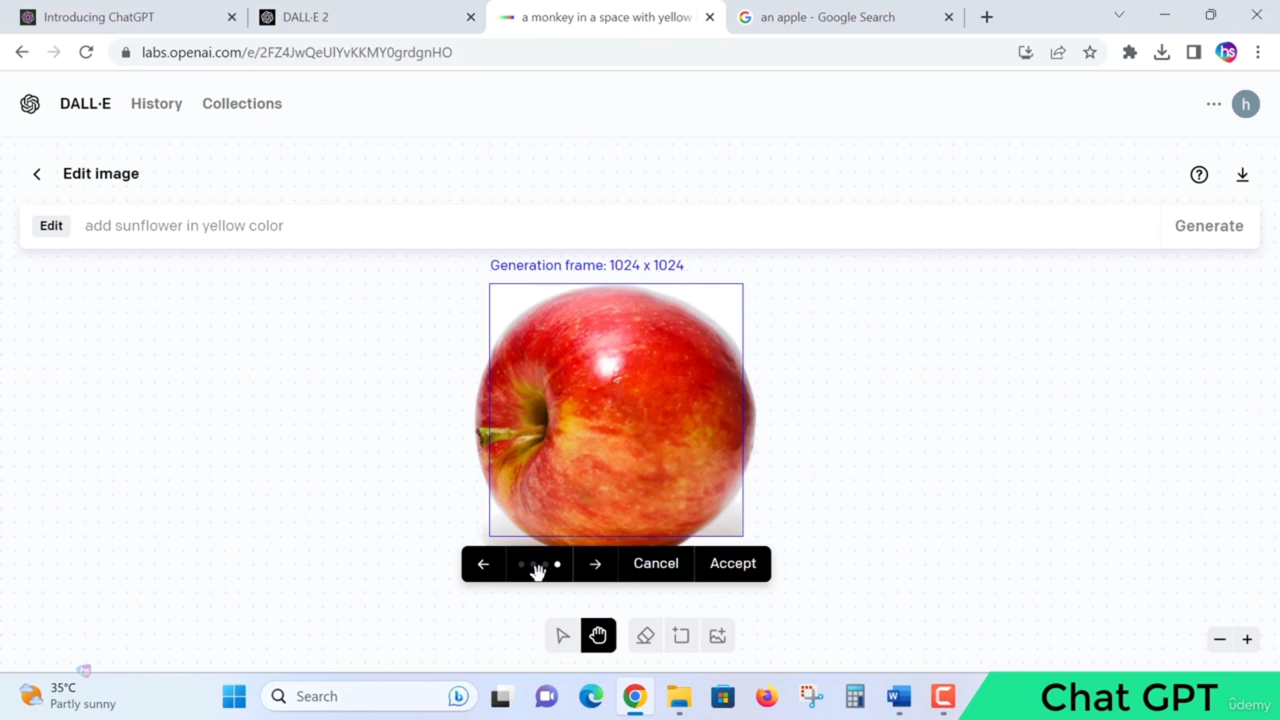 Introducing ChatGPT
DALL·E 2
a monkey in a space with yellow
an apple - Google Search
labs.openai.com/e/2FZ4JwQeUlYvKKMY0grdgnHO
hs
DALL·E History Collections
h
Edit image
Edit add sunflower in yellow color Generate
Generation frame: 1024 x 1024
Cancel Accept
35°C
Partly sunny
Search
Chat GPT
ûdemy